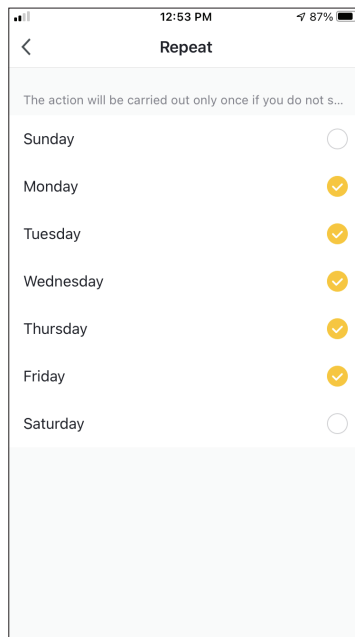 12:53 PM 87%
Repeat
The action will be carried out only once if you do not s...
Sunday
Monday
Tuesday
Wednesday
Thursday
Friday
Saturday